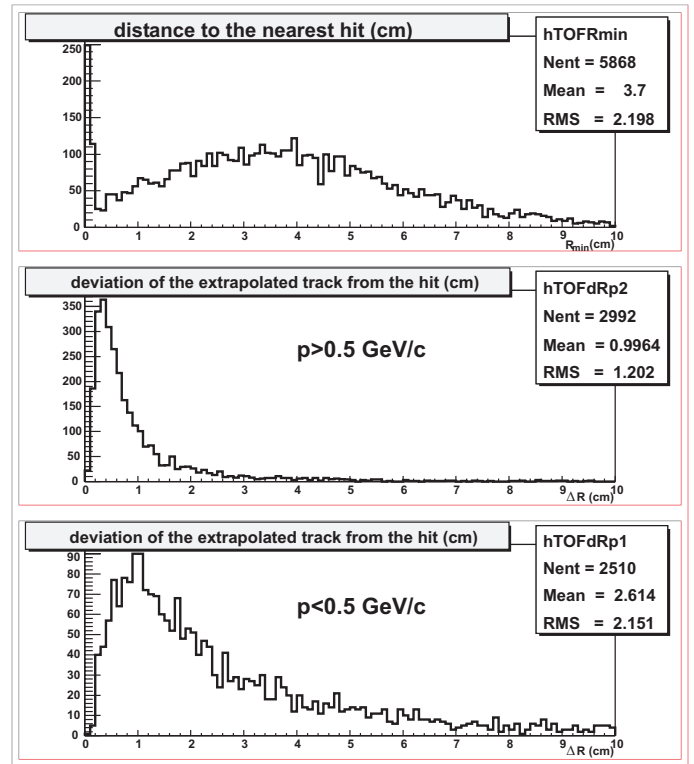 distance to the nearest hit (cm)
hTOFRmin
Nent = 5868
Mean = 3.7
RMS = 2.198
250
200
150
100
50
0
0 1 2 3 4 5 6 7 8 9 10
Rmin(cm)
deviation of the extrapolated track from the hit (cm)
hTOFdRp2
Nent = 2992
Mean = 0.9964
RMS = 1.202
p>0.5 GeV/c
350
300
250
200
150
100
50
0
0 1 2 3 4 5 6 7 8 9 10
ΔR (cm)
deviation of the extrapolated track from the hit (cm)
hTOFdRp1
Nent = 2510
Mean = 2.614
RMS = 2.151
p<0.5 GeV/c
90
80
70
60
50
40
30
20
10
0
0 1 2 3 4 5 6 7 8 9 10
ΔR (cm)